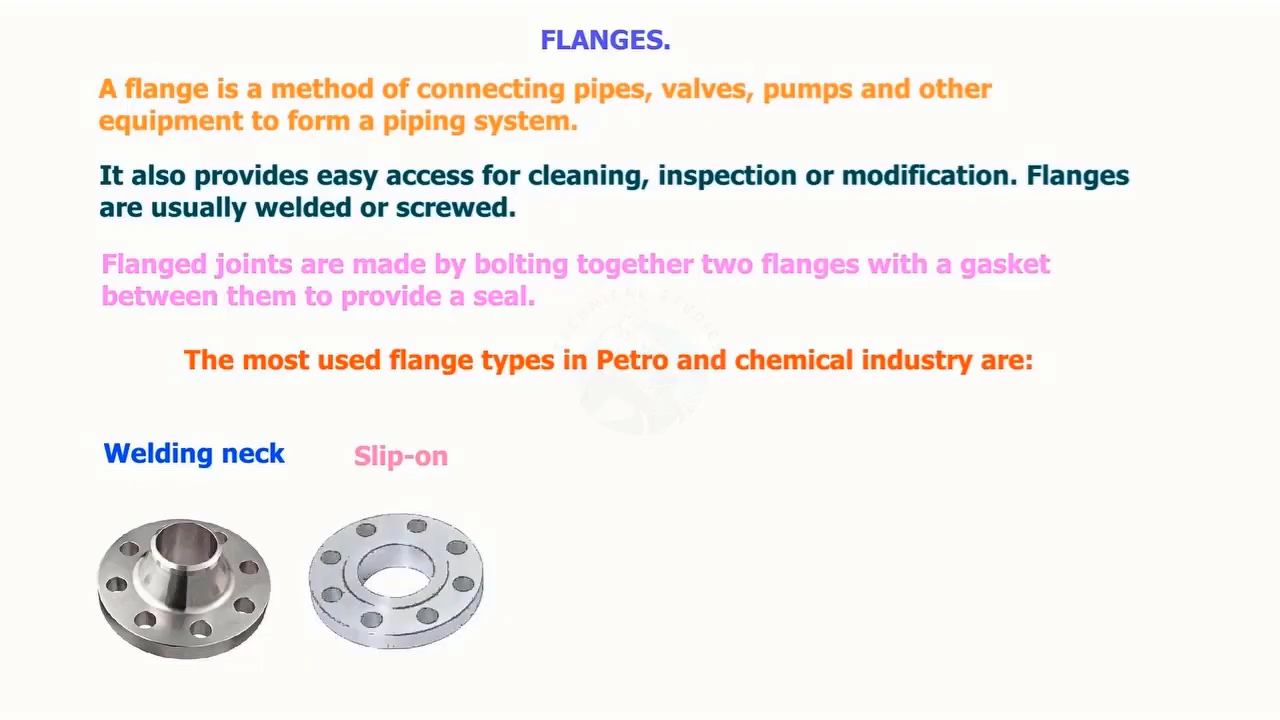 FLANGES.
A flange is a method of connecting pipes, valves, pumps and other
equipment to form a piping system.
It also provides easy access for cleaning, inspection or modification. Flanges
are usually welded or screwed.
Flanged joints are made by bolting together two flanges with a gasket
between them to provide a seal.
TECHNICAL STUDIES
The most used flange types in Petro and chemical industry are:
Welding neck
Slip-on